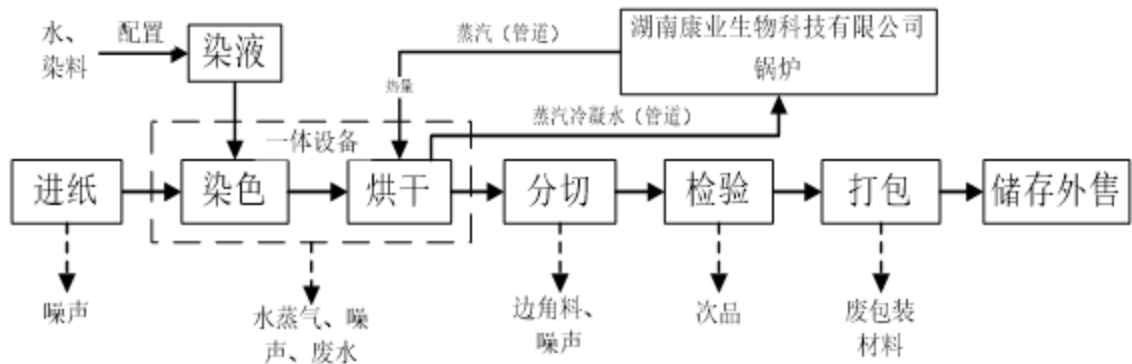 水、
染料
配置
染液
蒸汽（管道）
热量
湖南康业生物科技有限公司
锅炉
蒸汽冷凝水（管道）
一体设备
进纸
染色
烘干
分切
检验
打包
储存外售
噪声
水蒸气、噪
声、废水
边角料、
噪声
次品
废包装
材料